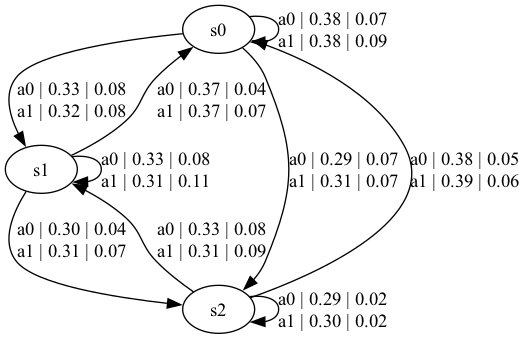 s0
a0 | 0.38 | 0.07
a1 | 0.38 | 0.09
a0 | 0.33 | 0.08
a1 | 0.32 | 0.08
a0 | 0.37 | 0.04
a1 | 0.37 | 0.07
s1
a0 | 0.33 | 0.08
a1 | 0.31 | 0.11
a0 | 0.29 | 0.07
a1 | 0.31 | 0.07
a0 | 0.38 | 0.05
a1 | 0.39 | 0.06
a0 | 0.30 | 0.04
a1 | 0.31 | 0.07
a0 | 0.33 | 0.08
a1 | 0.31 | 0.09
s2
a0 | 0.29 | 0.02
a1 | 0.30 | 0.02